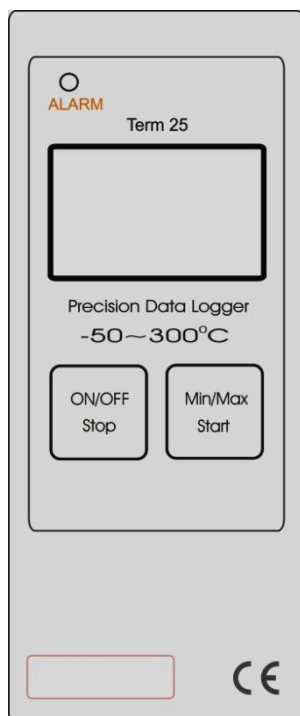 ALARM
Term 25
Precision Data Logger
-50~300°C
ON/OFF
Stop
Min/Max
Start
CE